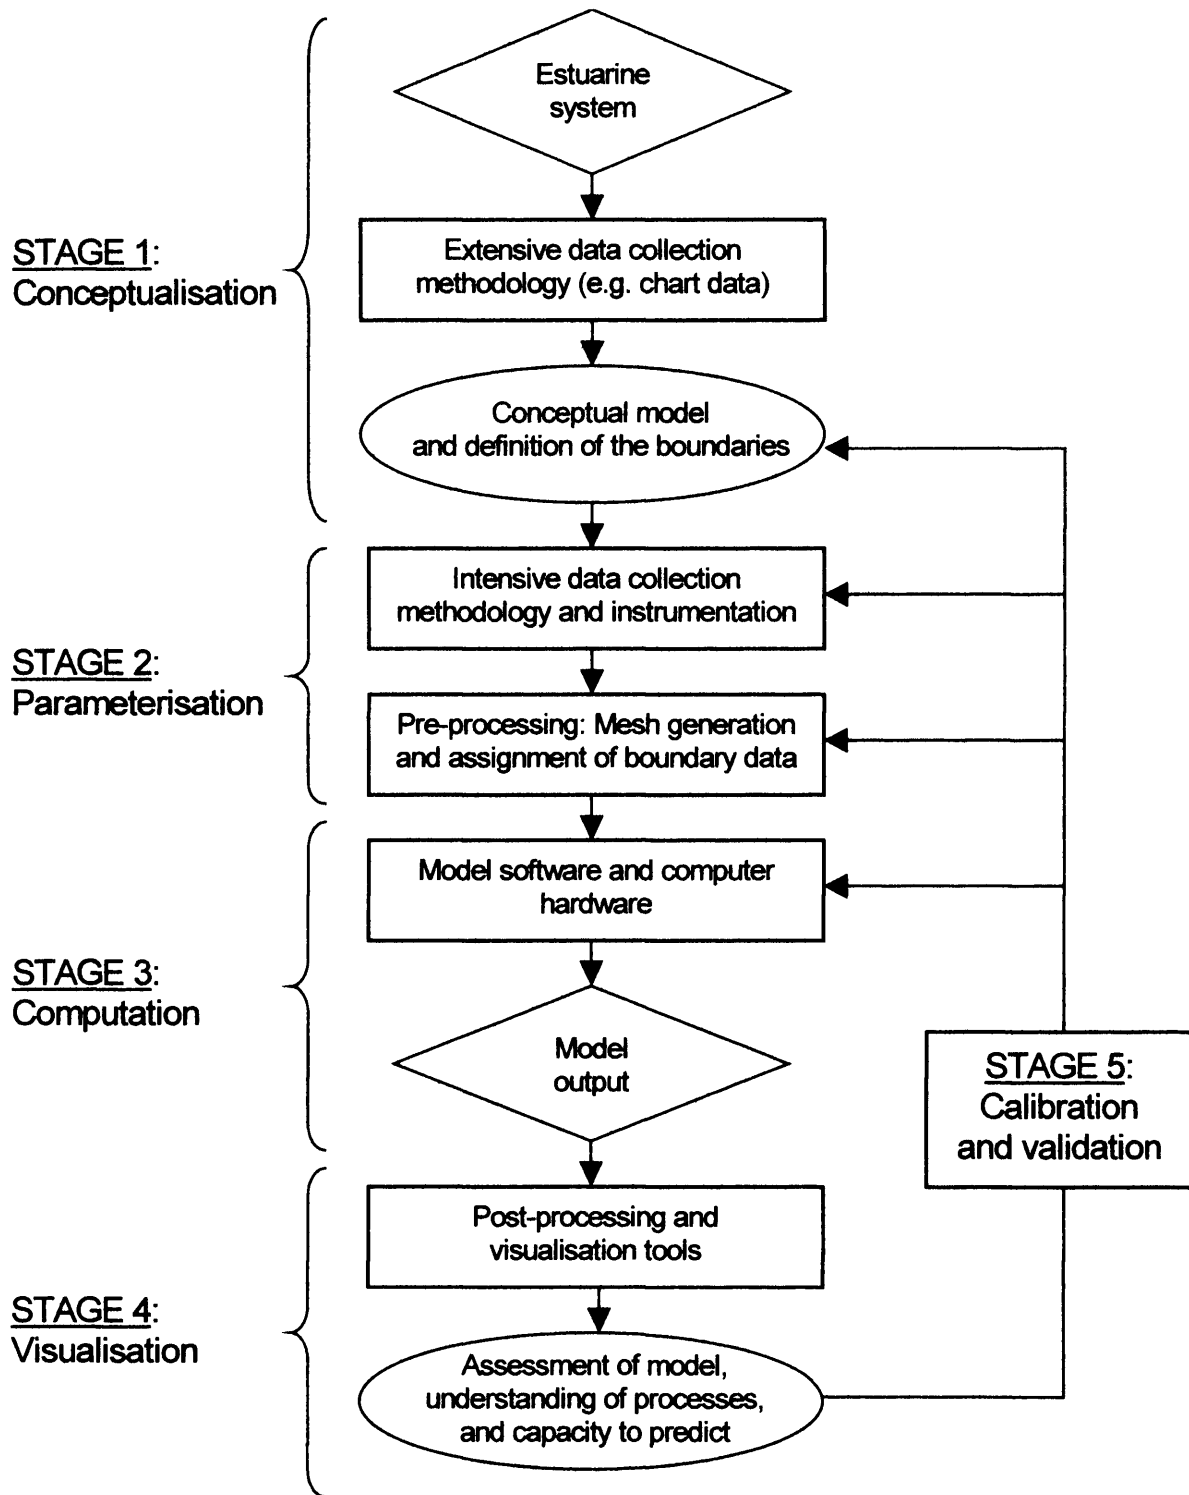 Estuarine
system
STAGE 1:
Conceptualisation
Extensive data collection
methodology (e.g. chart data)
Conceptual model
and definition of the boundaries
STAGE 2:
Parameterisation
Intensive data collection
methodology and instrumentation
Pre-processing: Mesh generation
and assignment of boundary data
STAGE 3:
Computation
Model software and computer
hardware
Model
output
STAGE 5:
Calibration
and validation
STAGE 4:
Visualisation
Post-processing and
visualisation tools
Assessment of model,
understanding of processes,
and capacity to predict